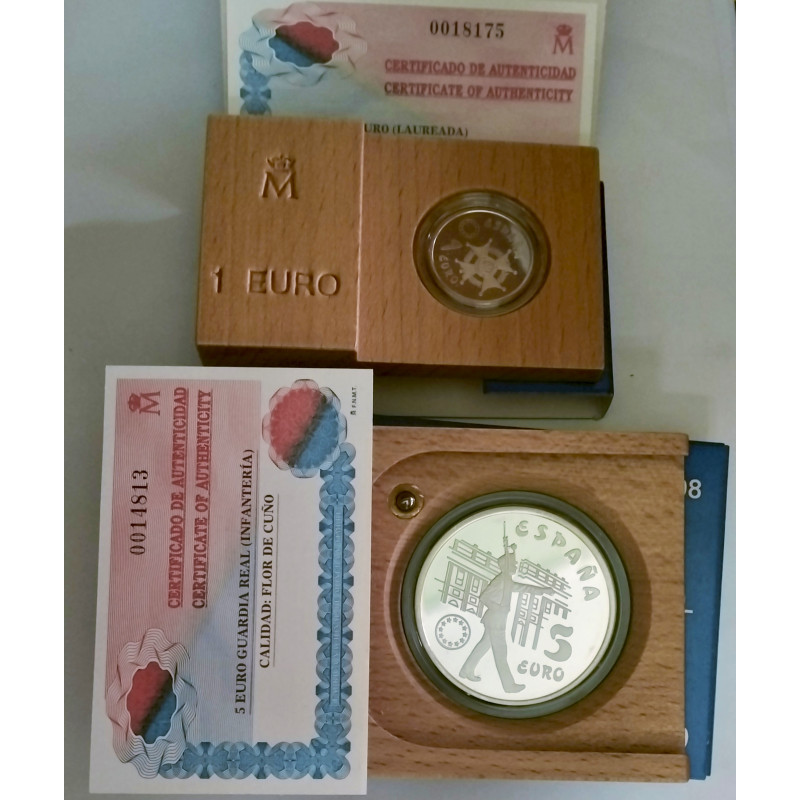 0018175
M
CERTIFICADO DE AUTENTICIDAD
CERTIFICATE OF AUTHENTICITY
EURO (LAUREADA)
M
1 EURO
M
CERTIFICADO DE AUTENTICIDAD
CERTIFICATE OF AUTHENTICITY
0014813
F.N.M.T.
5 EURO GUARDIA REAL (INFANTERÍA)
CALIDAD: FLOR DE CUÑO
ESPAÑA
5
EURO
98